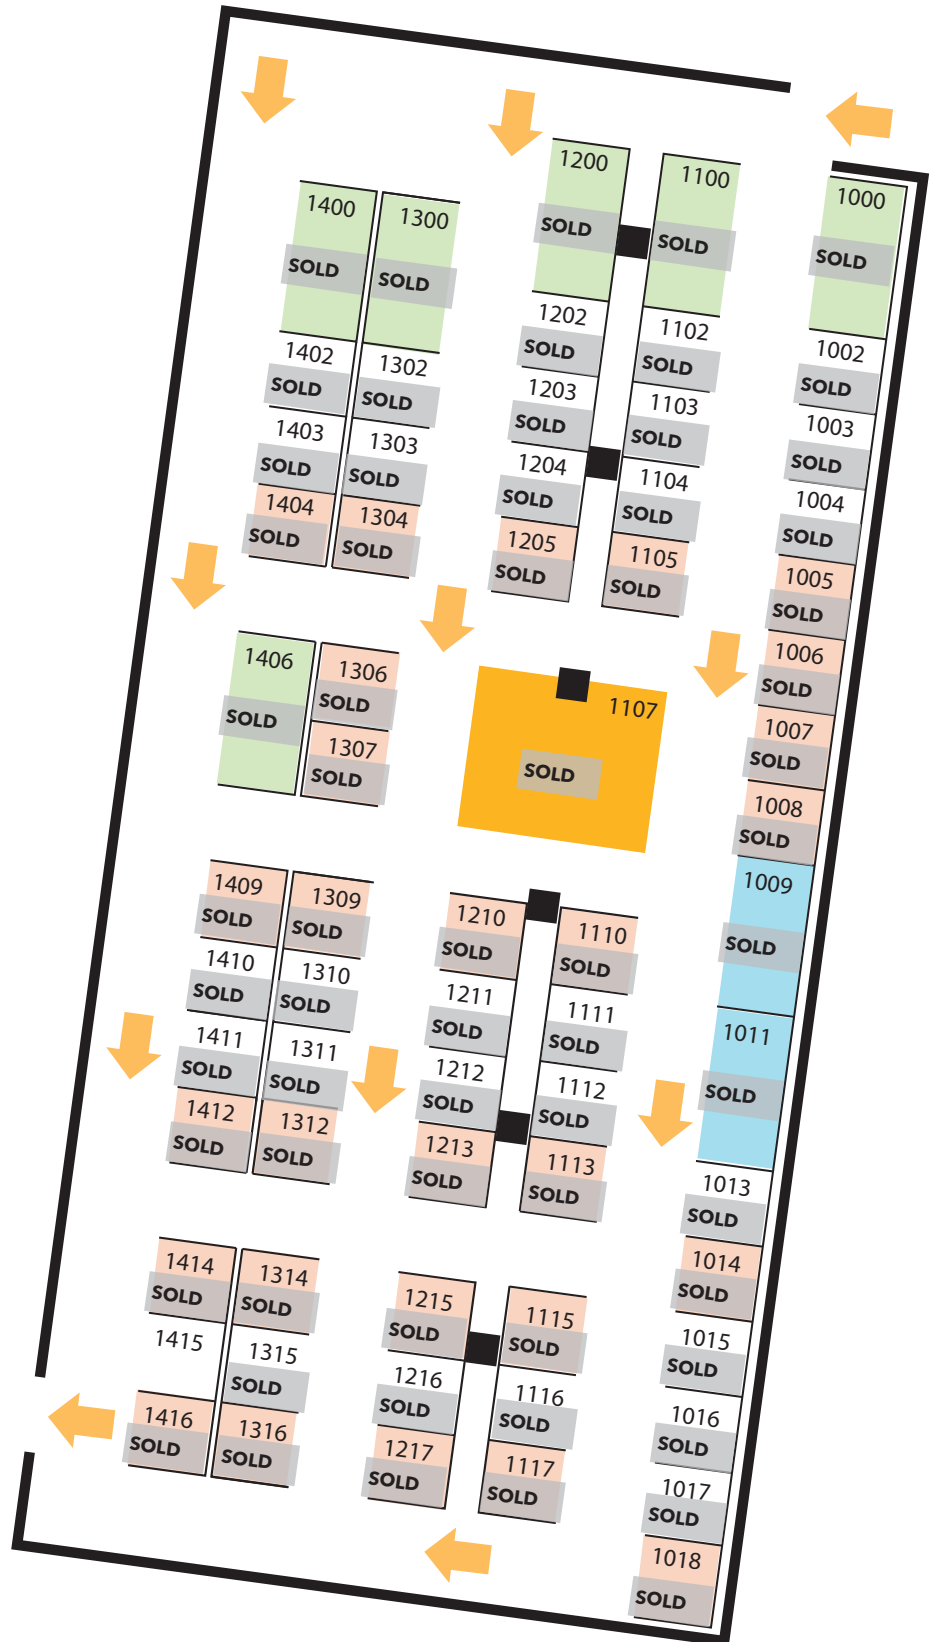 1200
SOLD
1100
SOLD
1000
SOLD
1400
SOLD
1300
SOLD
1202
SOLD
1102
SOLD
1002
SOLD
1402
SOLD
1302
SOLD
1203
SOLD
1103
SOLD
1003
SOLD
1403
SOLD
1303
SOLD
1204
SOLD
1104
SOLD
1004
SOLD
1404
SOLD
1304
SOLD
1205
SOLD
1105
SOLD
1005
SOLD
1006
SOLD
1406
SOLD
1306
SOLD
1307
SOLD
1107
SOLD
1007
SOLD
1008
SOLD
1009
SOLD
1409
SOLD
1309
SOLD
1210
SOLD
1110
SOLD
1410
SOLD
1310
SOLD
1211
SOLD
1111
SOLD
1011
SOLD
1411
SOLD
1311
SOLD
1212
SOLD
1112
SOLD
1412
SOLD
1312
SOLD
1213
SOLD
1113
SOLD
1013
SOLD
1014
SOLD
1414
SOLD
1314
SOLD
1215
SOLD
1115
SOLD
1015
SOLD
1415
1315
SOLD
1216
SOLD
1116
SOLD
1016
SOLD
1416
SOLD
1316
SOLD
1217
SOLD
1117
SOLD
1017
SOLD
1018
SOLD